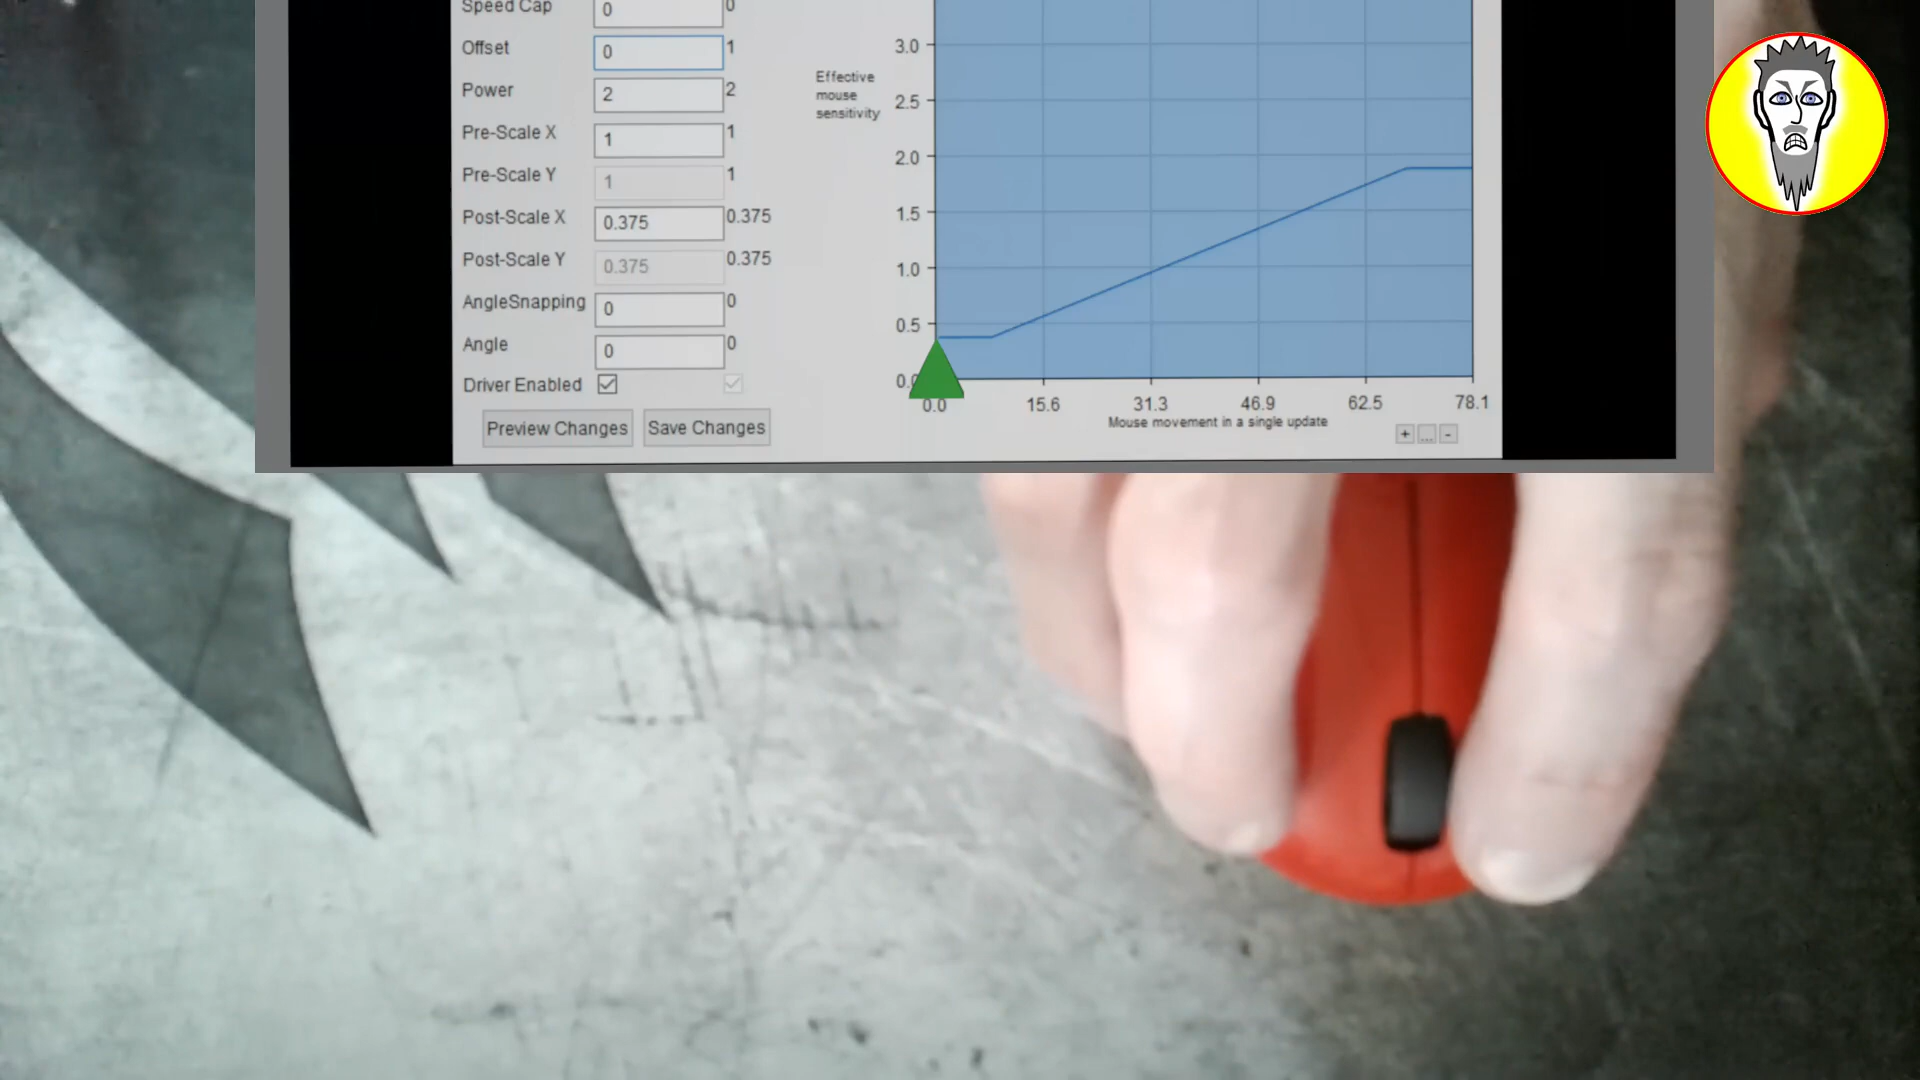 Speed Cap 0 0
Offset 0 1
Power 2 2
Pre-Scale X 1 1
Pre-Scale Y 1 1
Post-Scale X 0.375 0.375
Post-Scale Y 0.375 0.375
AngleSnapping 0 0
Angle 0 0
Driver Enabled
Preview Changes Save Changes
Effective
mouse
sensitivity
3.0
2.5
2.0
1.5
1.0
0.5
0.0 15.6 31.3 46.9 62.5 78.1
Mouse movement in a single update
+ ... -